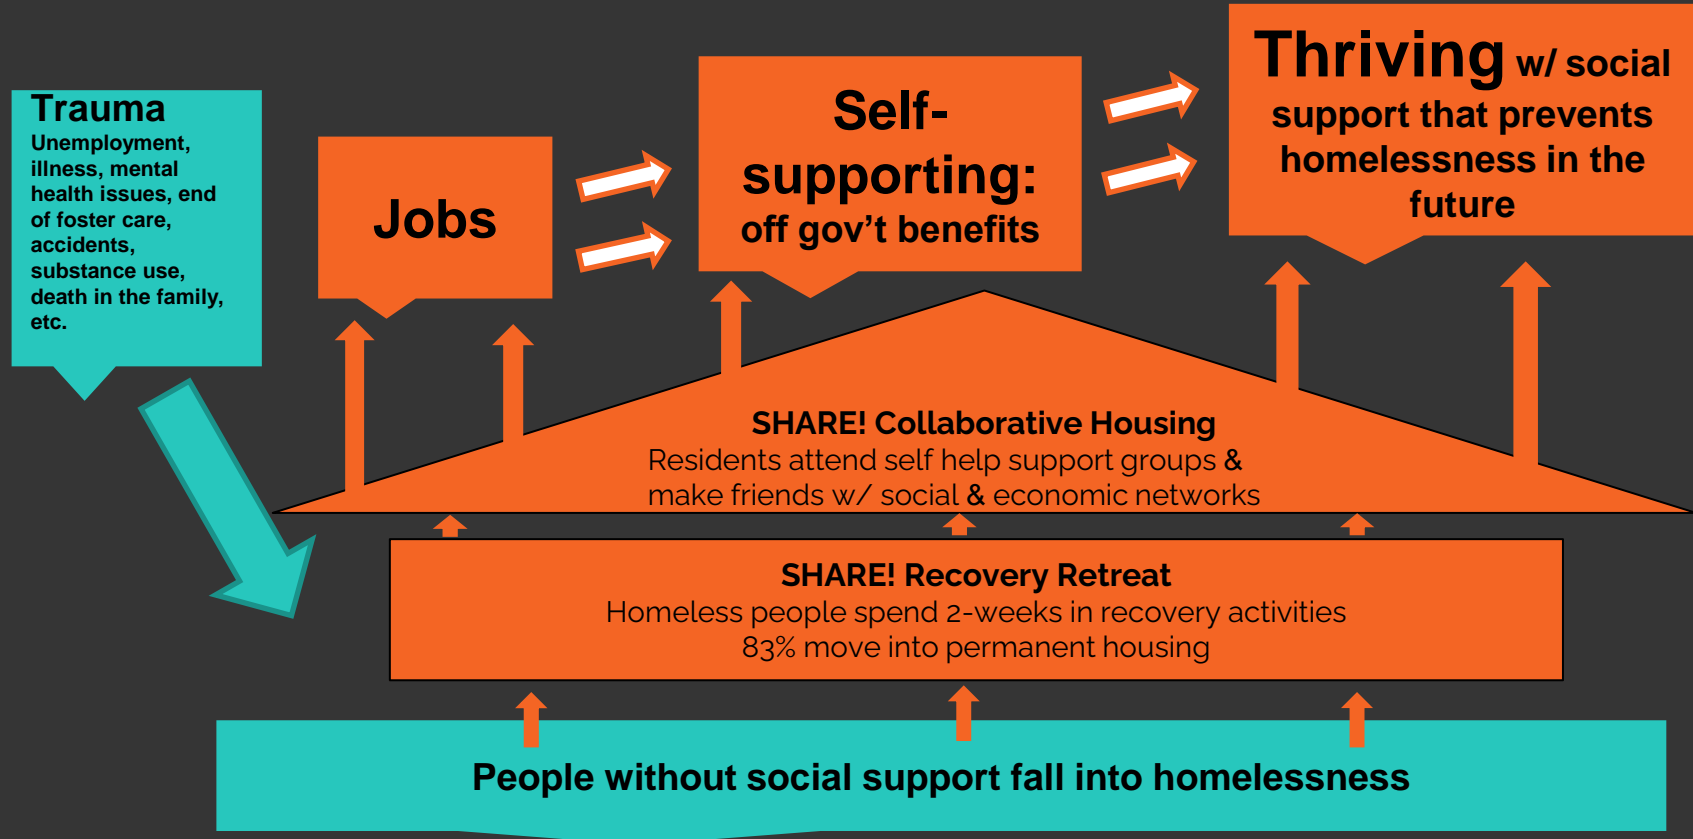 Trauma
Unemployment,
illness, mental
health issues, end
of foster care,
accidents,
substance use,
death in the family,
etc.
Jobs
Self-
supporting:
off gov’t benefits
Thriving w/ social
support that prevents
homelessness in the
future
SHARE! Collaborative Housing
Residents attend self help support groups &
make friends w/ social & economic networks
SHARE! Recovery Retreat
Homeless people spend 2-weeks in recovery activities
83% move into permanent housing
People without social support fall into homelessness